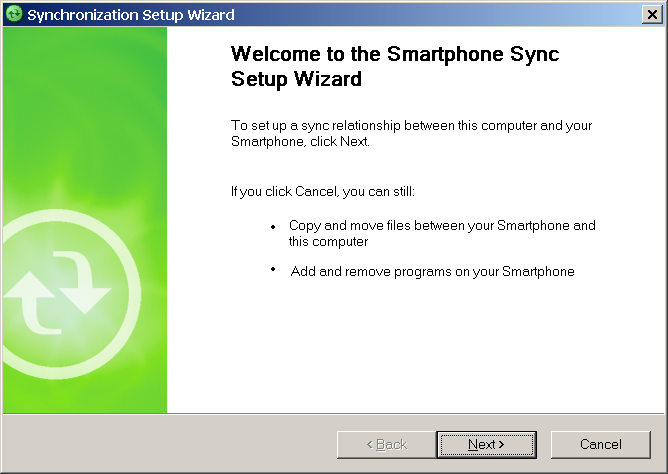 Synchronization Setup Wizard
Welcome to the Smartphone Sync
Setup Wizard
To set up a sync relationship between this computer and your
Smartphone, click Next.
If you click Cancel, you can still:
• Copy and move files between your Smartphone and
this computer
• Add and remove programs on your Smartphone
< Back Next > Cancel